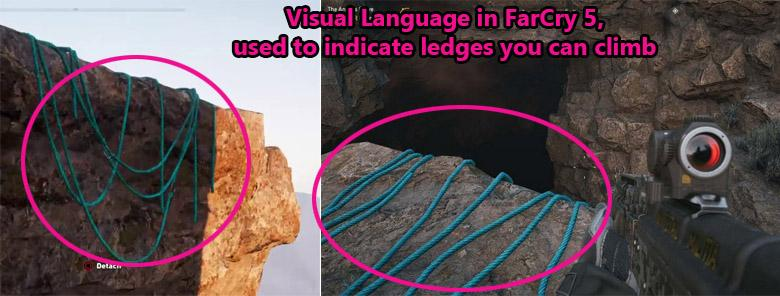 Visual Language in FarCry 5,
used to indicate ledges you can climb
Detach